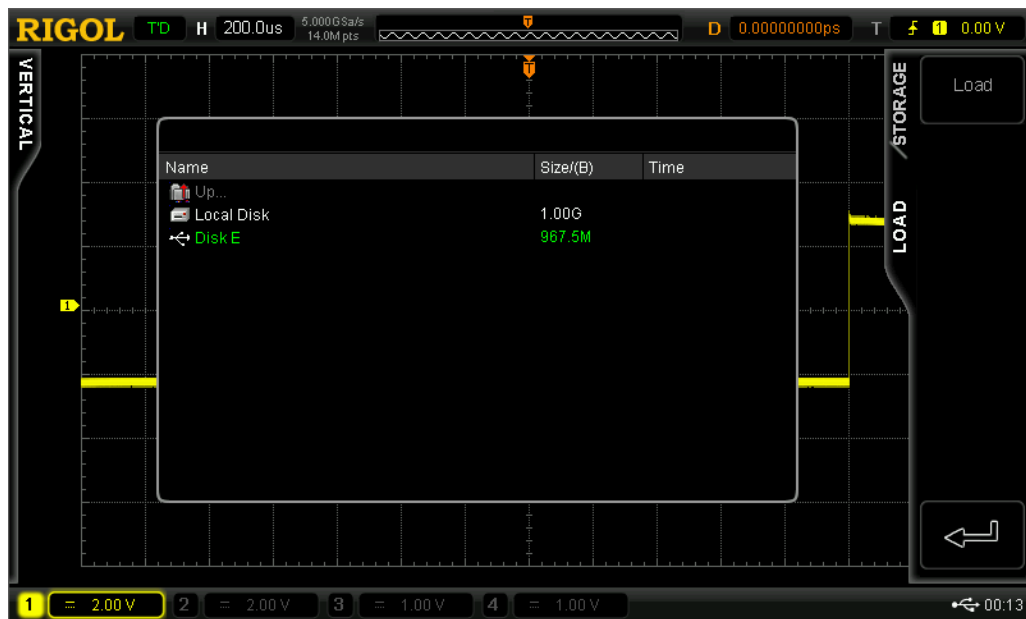 RIGOL T'D H 200.0us 5.000GSa/s 14.0M pts D 0.00000000ps T 1 0.00 V
T
VERTICAL
STORAGE
LOAD
Load
Name Size/(B) Time
Up...
Local Disk 1.00G
Disk E 967.5M
1
1 2.00 V 2 2.00 V 3 1.00 V 4 1.00 V 00:13